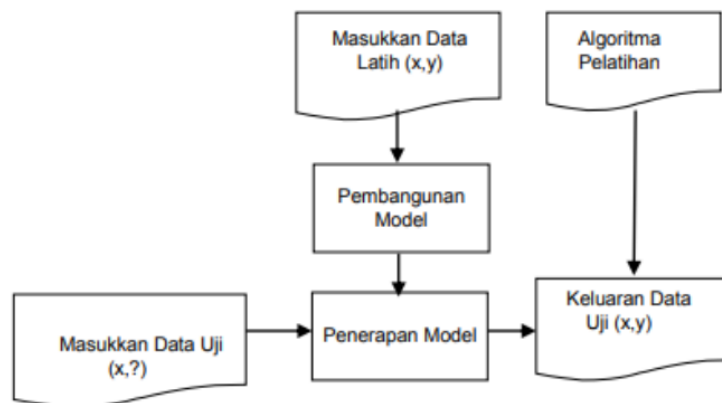 Masukkan Data
Latih (x,y)
Algoritma
Pelatihan
Pembangunan
Model
Masukkan Data Uji
(x,?)
Penerapan Model
Keluaran Data
Uji (x,y)